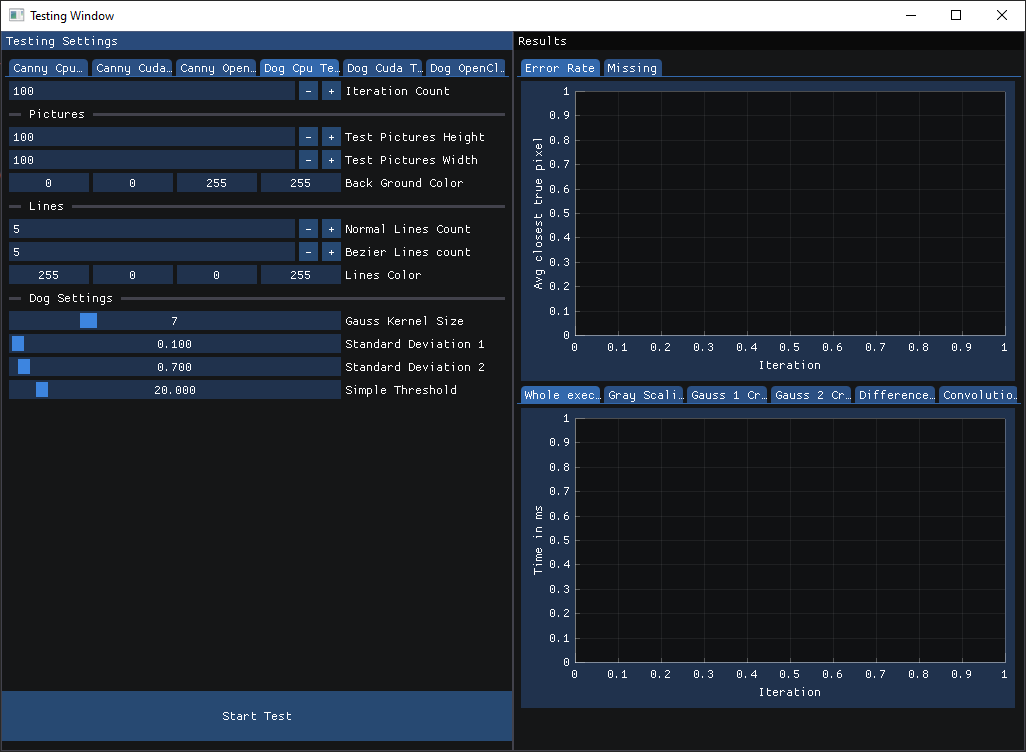 Testing Window
Testing Settings
Canny Cpu… Canny Cuda… Canny Open… Dog Cpu Te… Dog Cuda T… Dog OpenCl…
100 - + Iteration Count
Pictures
100 - + Test Pictures Height
100 - + Test Pictures Width
0 0 255 255 Back Ground Color
Lines
5 - + Normal Lines Count
5 - + Bezier Lines count
255 0 0 255 Lines Color
Dog Settings
7 Gauss Kernel Size
0.100 Standard Deviation 1
0.700 Standard Deviation 2
20.000 Simple Threshold
Start Test
Results
Error Rate Missing
Avg closest true pixel
1
0.9
0.8
0.7
0.6
0.5
0.4
0.3
0.2
0.1
0
0 0.1 0.2 0.3 0.4 0.5 0.6 0.7 0.8 0.9 1
Iteration
Whole exec… Gray Scali… Gauss 1 Cr… Gauss 2 Cr… Difference… Convolutio…
Time in ms
1
0.9
0.8
0.7
0.6
0.5
0.4
0.3
0.2
0.1
0
0 0.1 0.2 0.3 0.4 0.5 0.6 0.7 0.8 0.9 1
Iteration